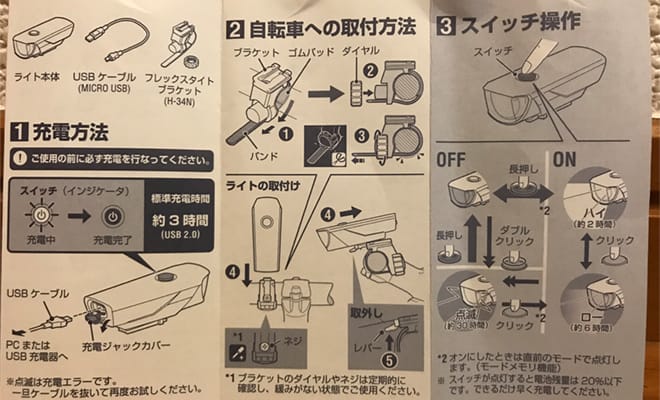 ライト本体
USB ケーブル
(MICRO USB)
フレックスタイト
ブラケット
(H-34N)
1 充電方法
! ご使用の前に必ず充電を行なってください。
スイッチ（インジケータ）
充電中
充電完了
標準充電時間
約 3 時間
(USB 2.0)
USB ケーブル
PC または
USB 充電器へ
充電ジャックカバー
※点滅は充電エラーです。
一旦ケーブルを抜いて再度お試しください。
2 自転車への取付方法
ブラケット ゴムパッド ダイヤル
バンド
1
2
3
ライトの取付け
4
4
取外し
レバー
5
*1
ネジ
*1 ブラケットのダイヤルやネジは定期的に
確認し、緩みがない状態でご使用ください。
3 スイッチ操作
スイッチ
OFF
ON
長押し
*2
ハイ
(約2時間)
長押し
ダブル
クリック
クリック
点滅
(約30時間)
クリック
ロー
(約6時間)
*2 オンにしたときは直前のモードで点灯し
ます。（モードメモリ機能）
※ スイッチが点灯すると電池残量は 20%以下
です。できるだけ早く充電してください。